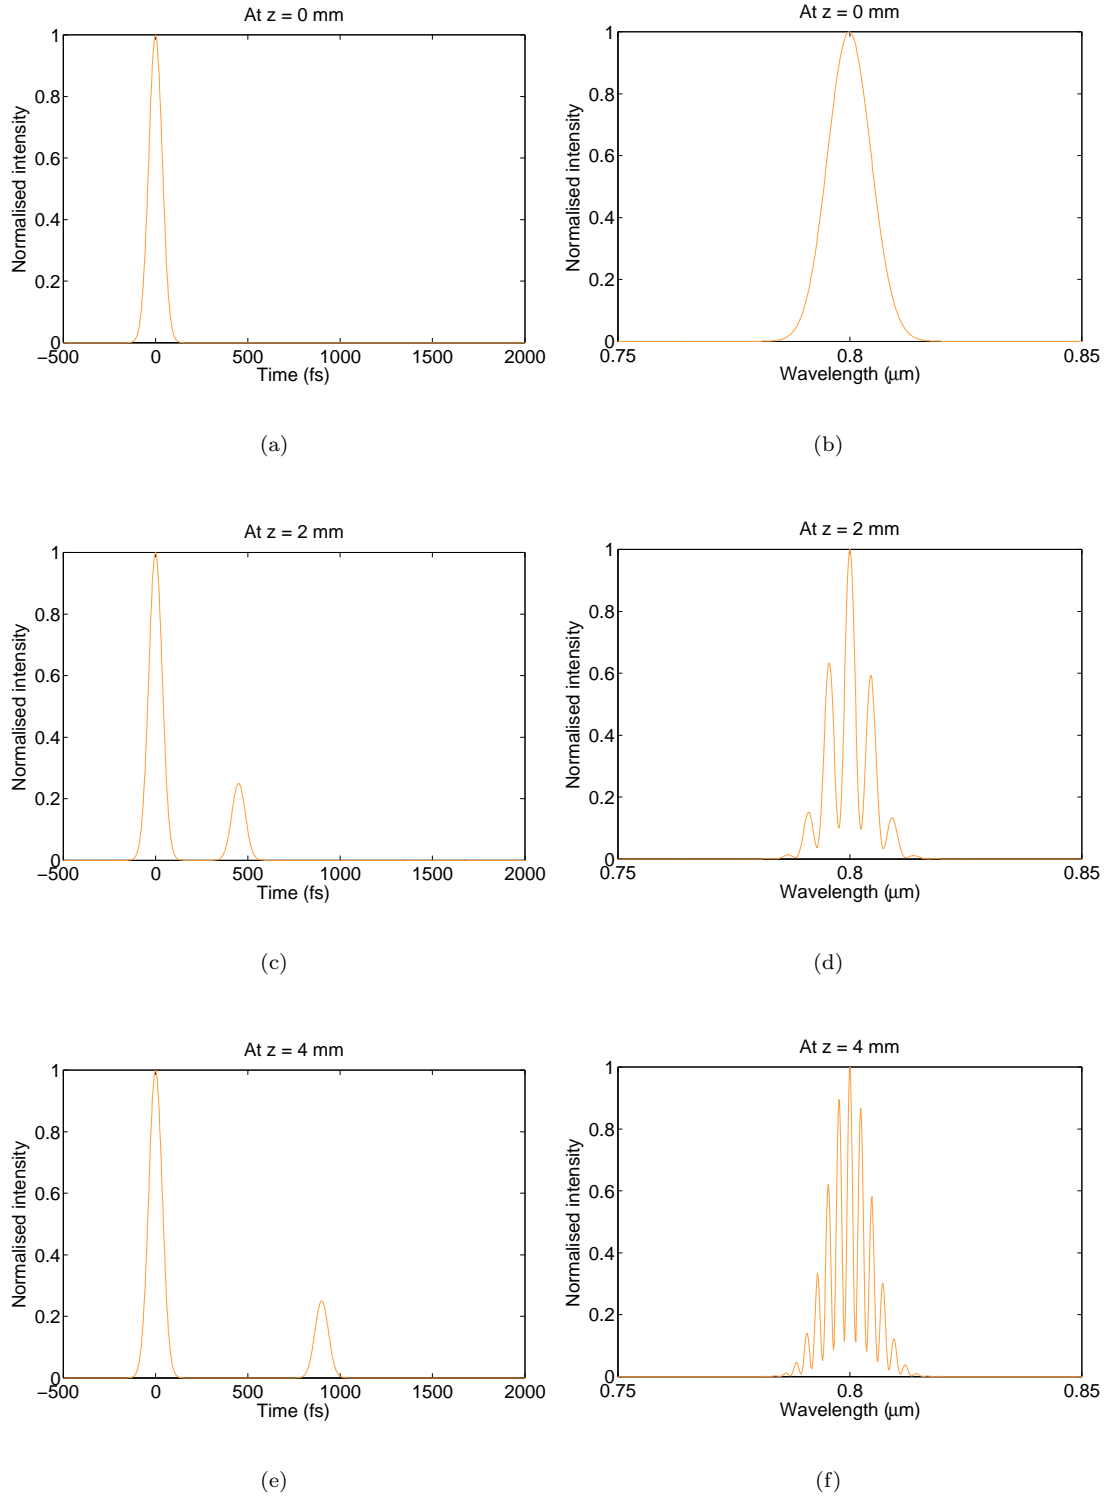 At z = 0 mm
1
0.8
0.6
0.4
0.2
0
Normalised intensity
−500 0 500 1000 1500 2000
Time (fs)
(a)
At z = 0 mm
1
0.8
0.6
0.4
0.2
0
Normalised intensity
0.75 0.8 0.85
Wavelength (μm)
(b)
At z = 2 mm
1
0.8
0.6
0.4
0.2
0
Normalised intensity
−500 0 500 1000 1500 2000
Time (fs)
(c)
At z = 2 mm
1
0.8
0.6
0.4
0.2
0
Normalised intensity
0.75 0.8 0.85
Wavelength (μm)
(d)
At z = 4 mm
1
0.8
0.6
0.4
0.2
0
Normalised intensity
−500 0 500 1000 1500 2000
Time (fs)
(e)
At z = 4 mm
1
0.8
0.6
0.4
0.2
0
Normalised intensity
0.75 0.8 0.85
Wavelength (μm)
(f)